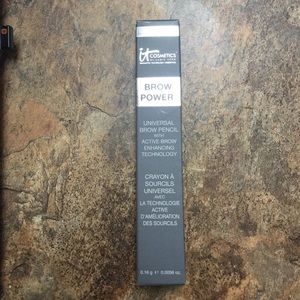 it
COSMETICS
BROW
POWER
UNIVERSAL
BROW PENCIL
WITH
ACTIVE BROW
ENHANCING
TECHNOLOGY
CRAYON À
SOURCILS
UNIVERSEL
AVEC
LA TECHNOLOGIE
ACTIVE
D'AMÉLIORATION
DES SOURCILS
0.16 g 0.0056 oz.